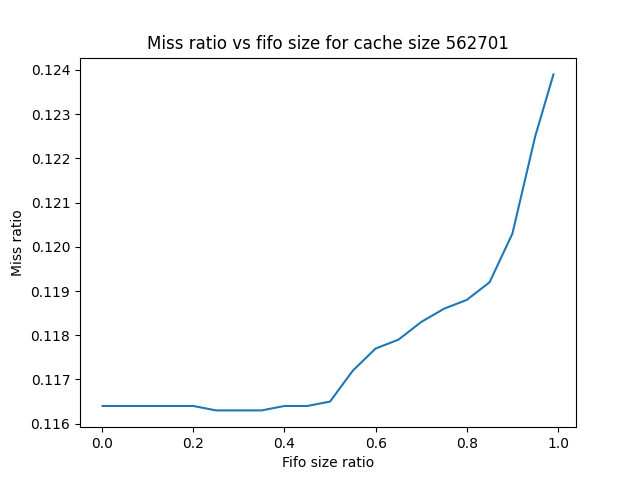 Miss ratio vs fifo size for cache size 562701
0.124
0.123
0.122
0.121
0.120
0.119
0.118
0.117
0.116
Miss ratio
0.0 0.2 0.4 0.6 0.8 1.0
Fifo size ratio